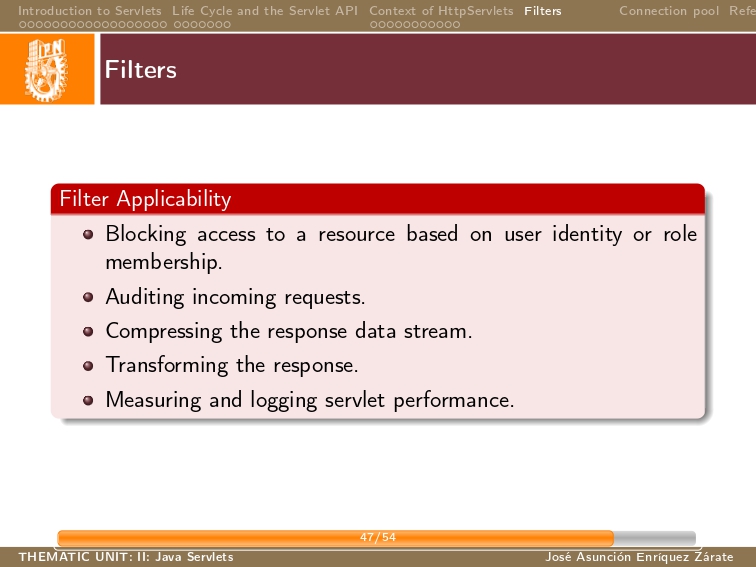 Introduction to Servlets Life Cycle and the Servlet API Context of HttpServlets Filters Connection pool Refe
IPN
Filters
Filter Applicability
Blocking access to a resource based on user identity or role
membership.
Auditing incoming requests.
Compressing the response data stream.
Transforming the response.
Measuring and logging servlet performance.
47/54
THEMATIC UNIT: II: Java Servlets José Asunción Enríquez Zárate